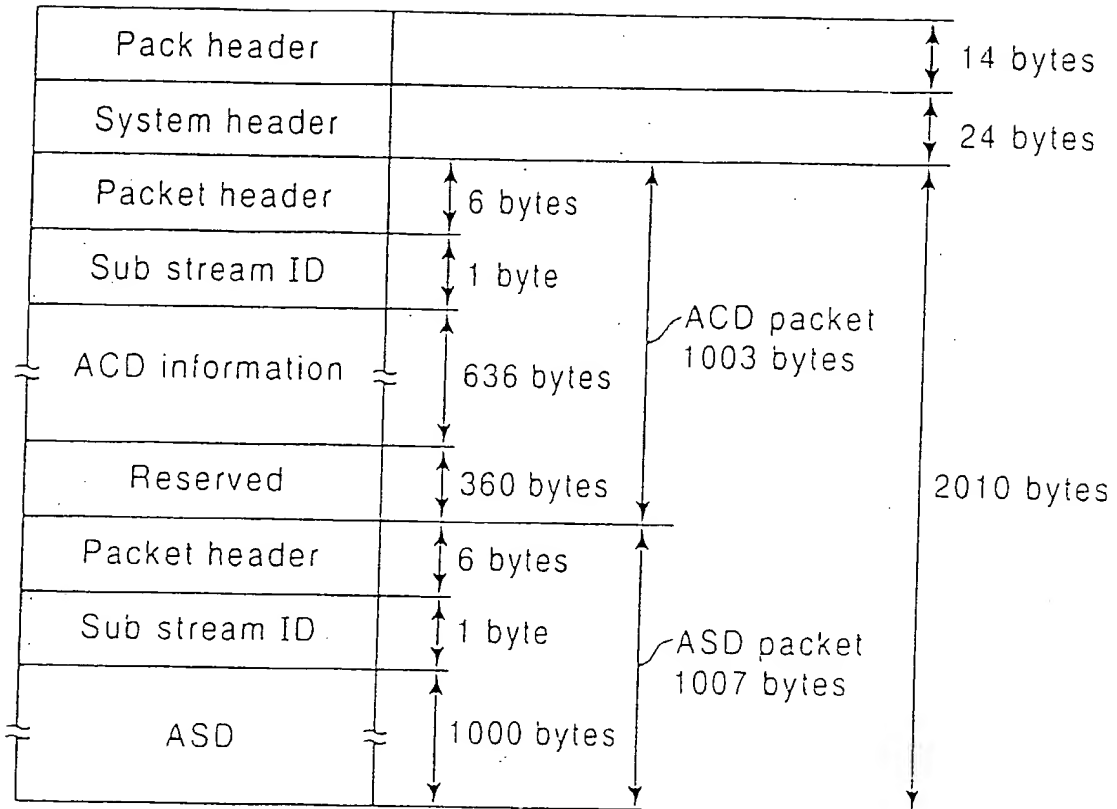 Pack header
14 bytes
System header
24 bytes
Packet header
6 bytes
Sub stream ID
1 byte
ACD information
636 bytes
ACD packet
1003 bytes
Reserved
360 bytes
2010 bytes
Packet header
6 bytes
Sub stream ID
1 byte
ASD packet
1007 bytes
ASD
1000 bytes